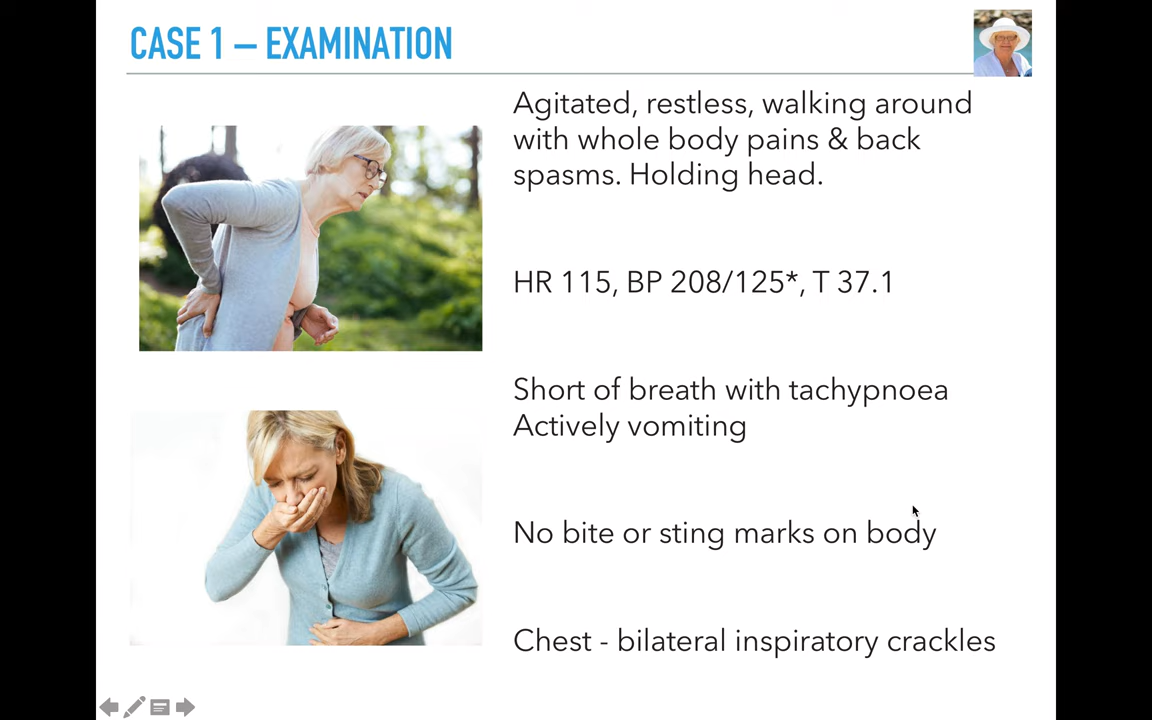 CASE 1 – EXAMINATION
Agitated, restless, walking around
with whole body pains & back
spasms. Holding head.
HR 115, BP 208/125*, T 37.1
Short of breath with tachypnoea
Actively vomiting
No bite or sting marks on body
Chest - bilateral inspiratory crackles